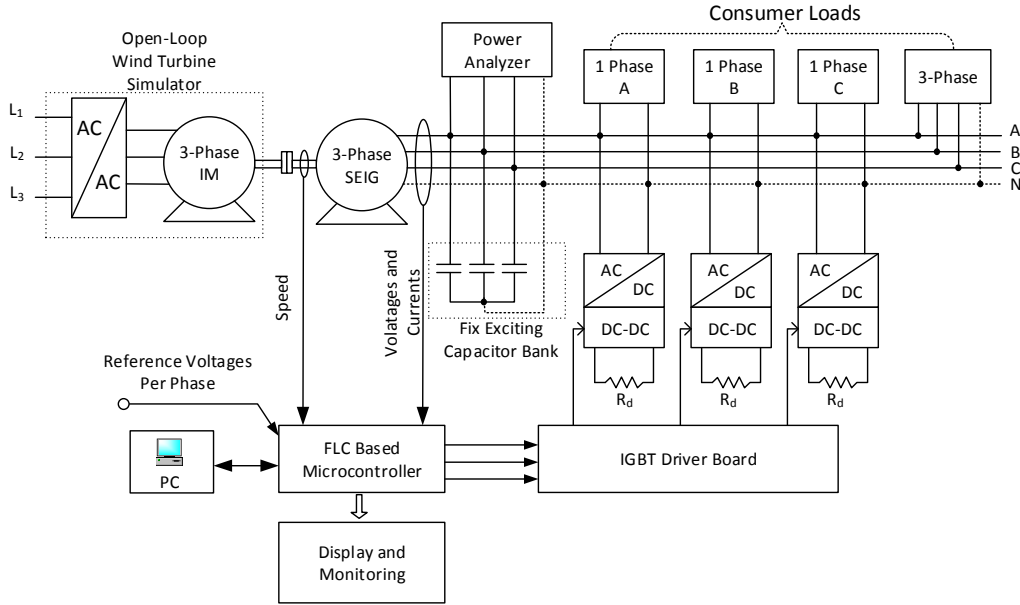 Consumer Loads
Open-Loop
Wind Turbine
Simulator
Power
Analyzer
1 Phase
A
1 Phase
B
1 Phase
C
3-Phase
L1
L2
L3
AC
AC
3-Phase
IM
3-Phase
SEIG
A
B
C
N
Speed
Volatages and
Currents
Fix Exciting
Capacitor Bank
AC
DC
DC-DC
Rd
AC
DC
DC-DC
Rd
AC
DC
DC-DC
Rd
Reference Voltages
Per Phase
PC
FLC Based
Microcontroller
IGBT Driver Board
Display and
Monitoring